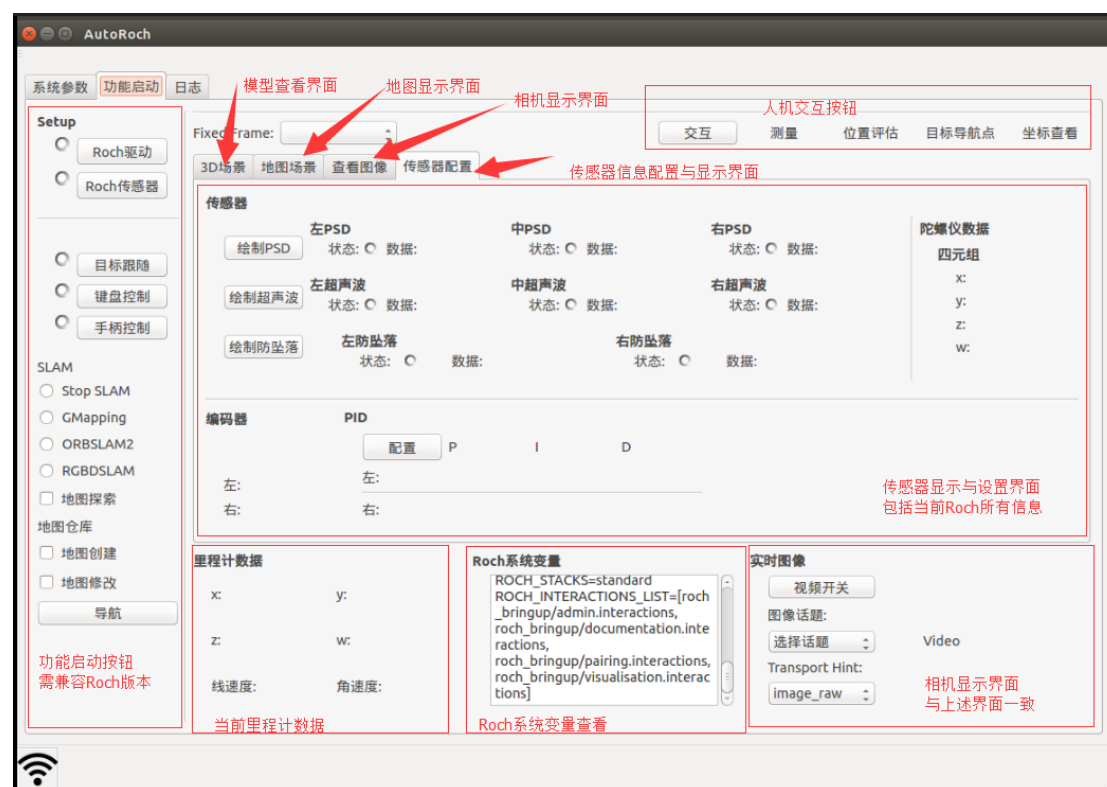 AutoRoch
系统参数 功能启动 日志
模型查看界面
地图显示界面
相机显示界面
人机交互按钮
Setup
Roch驱动
Roch传感器
目标跟随
键盘控制
手柄控制
SLAM
Stop SLAM
GMapping
ORBSLAM2
RGBDSLAM
地图探索
地图仓库
地图创建
地图修改
导航
功能启动按钮
需兼容Roch版本
Fixed Frame:
交互 测量 位置评估 目标导航点 坐标查看
3D场景 地图场景 查看图像 传感器配置
传感器信息配置与显示界面
传感器
左PSD 中PSD 右PSD
绘制PSD 状态: 数据: 状态: 数据: 状态: 数据:
左超声波 中超声波 右超声波
绘制超声波 状态: 数据: 状态: 数据: 状态: 数据:
左防坠落 右防坠落
绘制防坠落 状态: 数据: 状态: 数据:
陀螺仪数据
四元组
x:
y:
z:
w:
编码器 PID
配置 P I D
左: 左:
右: 右:
传感器显示与设置界面
包括当前Roch所有信息
里程计数据
x: y:
z: w:
线速度: 角速度:
当前里程计数据
Roch系统变量
ROCH_STACKS=standard
ROCH_INTERACTIONS_LIST=[roch
_bringup/admin.interactions,
roch_bringup/documentation.inte
ractions,
roch_bringup/pairing.interactions,
roch_bringup/visualisation.interac
tions]
Roch系统变量查看
实时图像
视频开关
图像话题:
选择话题 Video
Transport Hint:
image_raw
相机显示界面
与上述界面一致